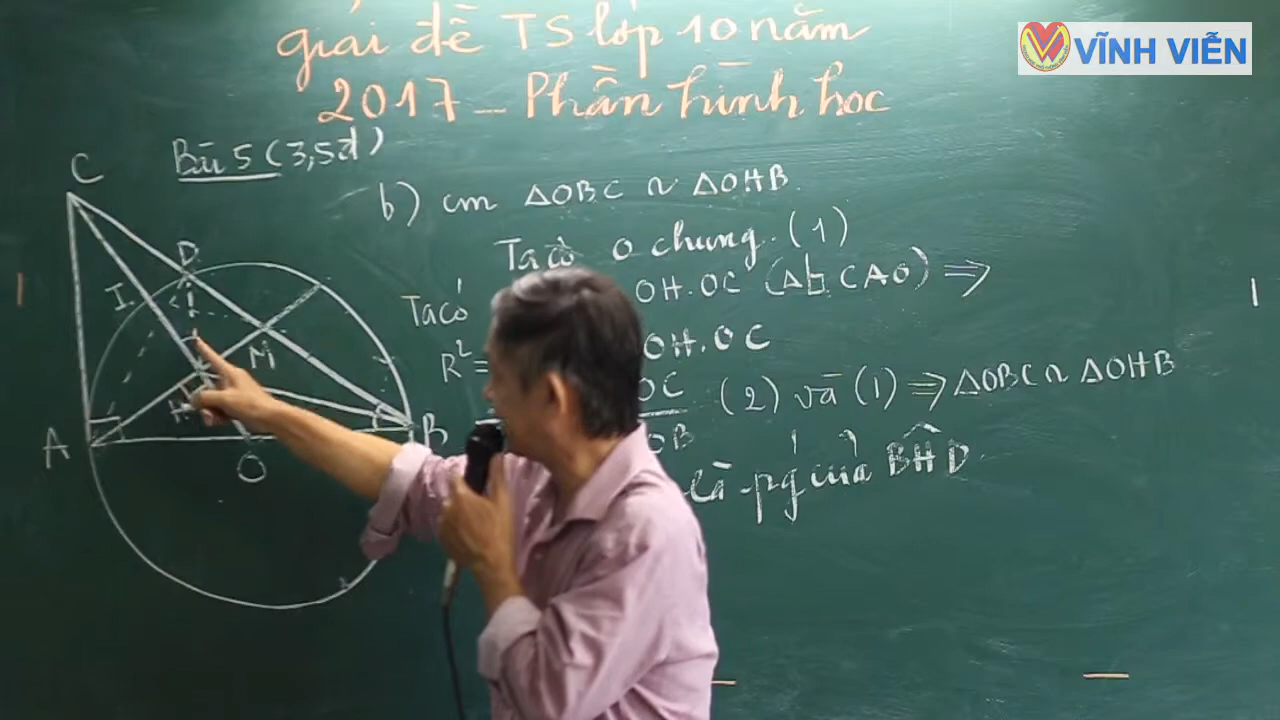 giải đề TS lớp 10 năm
2017 - Phần hình học
VĨNH VIỄN
Bài 5 (3,5đ)
b) cm ΔOBC ∽ ΔOHB.
Ta có O chung. (1)
Ta có OH.OC (Δ CAO) ⇒
R² = OH.OC
OC (2) và (1) ⇒ ΔOBC ∽ ΔOHB
OB
là pg của BHD.
C
D
I
M
H
A
B
O